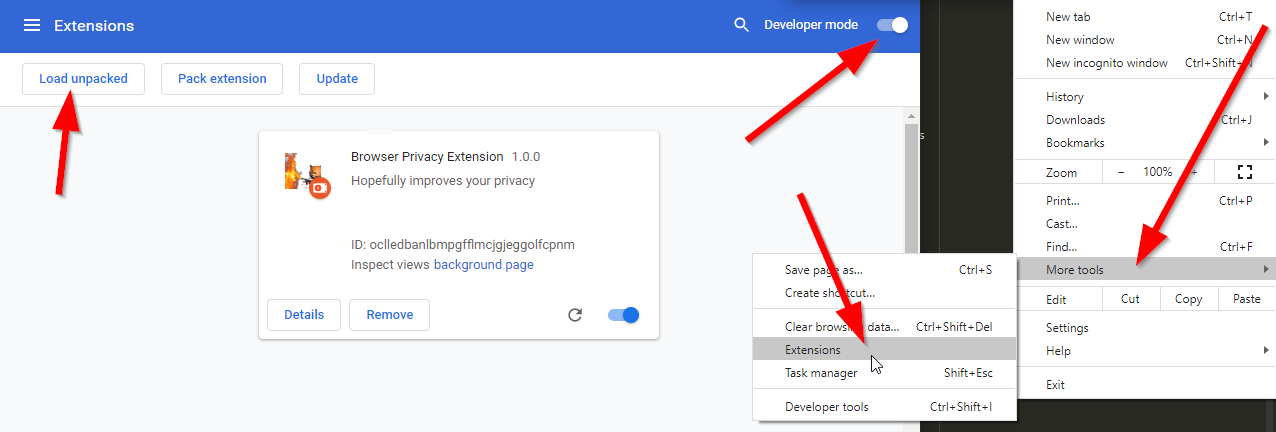 Extensions
Developer mode
Load unpacked
Pack extension
Update
Browser Privacy Extension 1.0.0
Hopefully improves your privacy
ID: oclledbanlbmpgfflmcjgjeggolfcpnm
Inspect views background page
Details
Remove
New tab Ctrl+T
New window Ctrl+N
New incognito window Ctrl+Shift+N
History
Downloads Ctrl+J
Bookmarks
Zoom − 100% +
Print... Ctrl+P
Cast...
Find... Ctrl+F
More tools
Edit Cut Copy Paste
Settings
Help
Exit
Save page as... Ctrl+S
Create shortcut...
Clear browsing data... Ctrl+Shift+Del
Extensions
Task manager Shift+Esc
Developer tools Ctrl+Shift+I